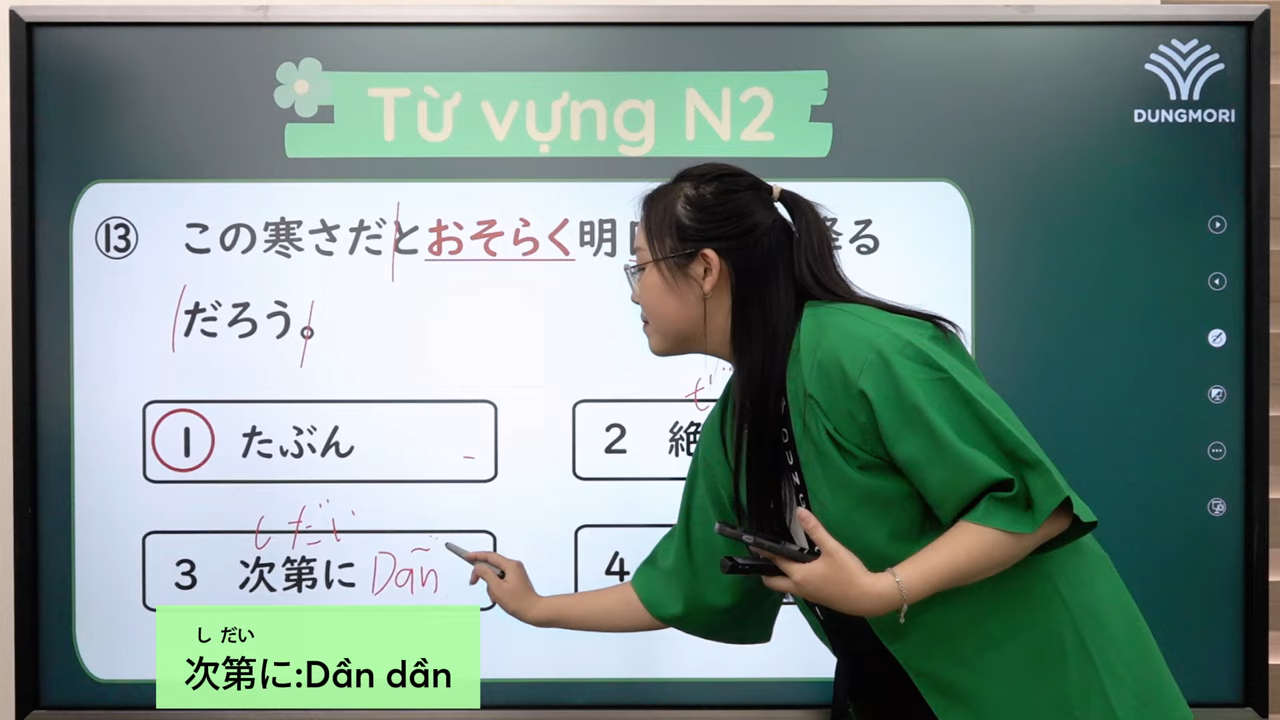 Từ vựng N2
DUNGMORI
⑬ この寒さだとおそらく明 る
だろう。
1 たぶん
2 絶
しだい
3 次第に Dần
4
しだい
次第に:Dần dần